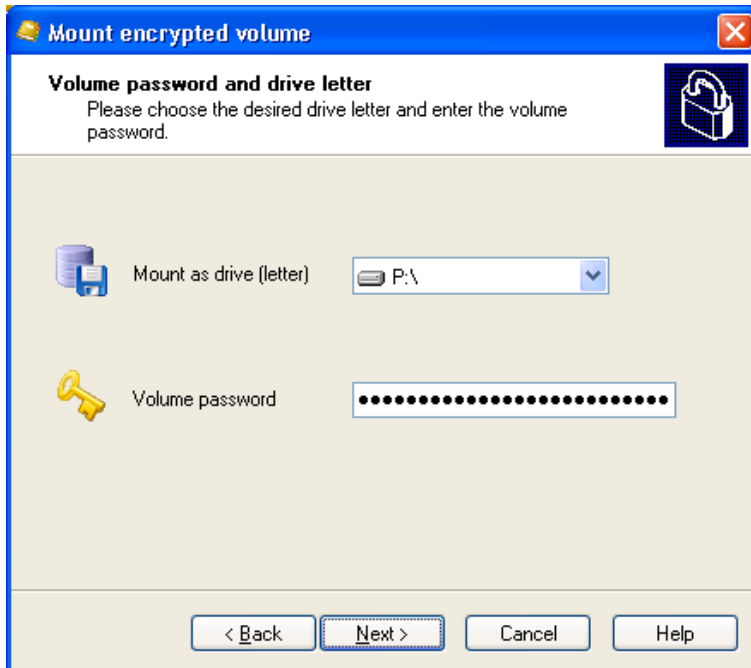 Mount encrypted volume
Volume password and drive letter
Please choose the desired drive letter and enter the volume
password.
Mount as drive (letter)
P:\
Volume password
●●●●●●●●●●●●●●●●●●●●●●●●●●
< Back
Next >
Cancel
Help